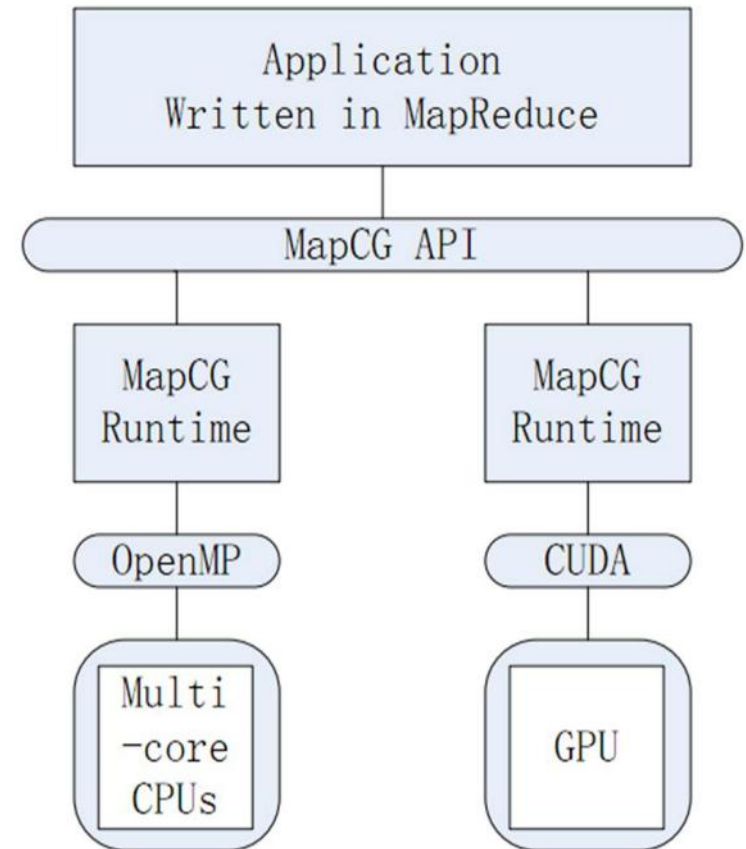 Application
Written in MapReduce
MapCG API
MapCG
Runtime
MapCG
Runtime
OpenMP
CUDA
Multi
-core
CPUs
GPU